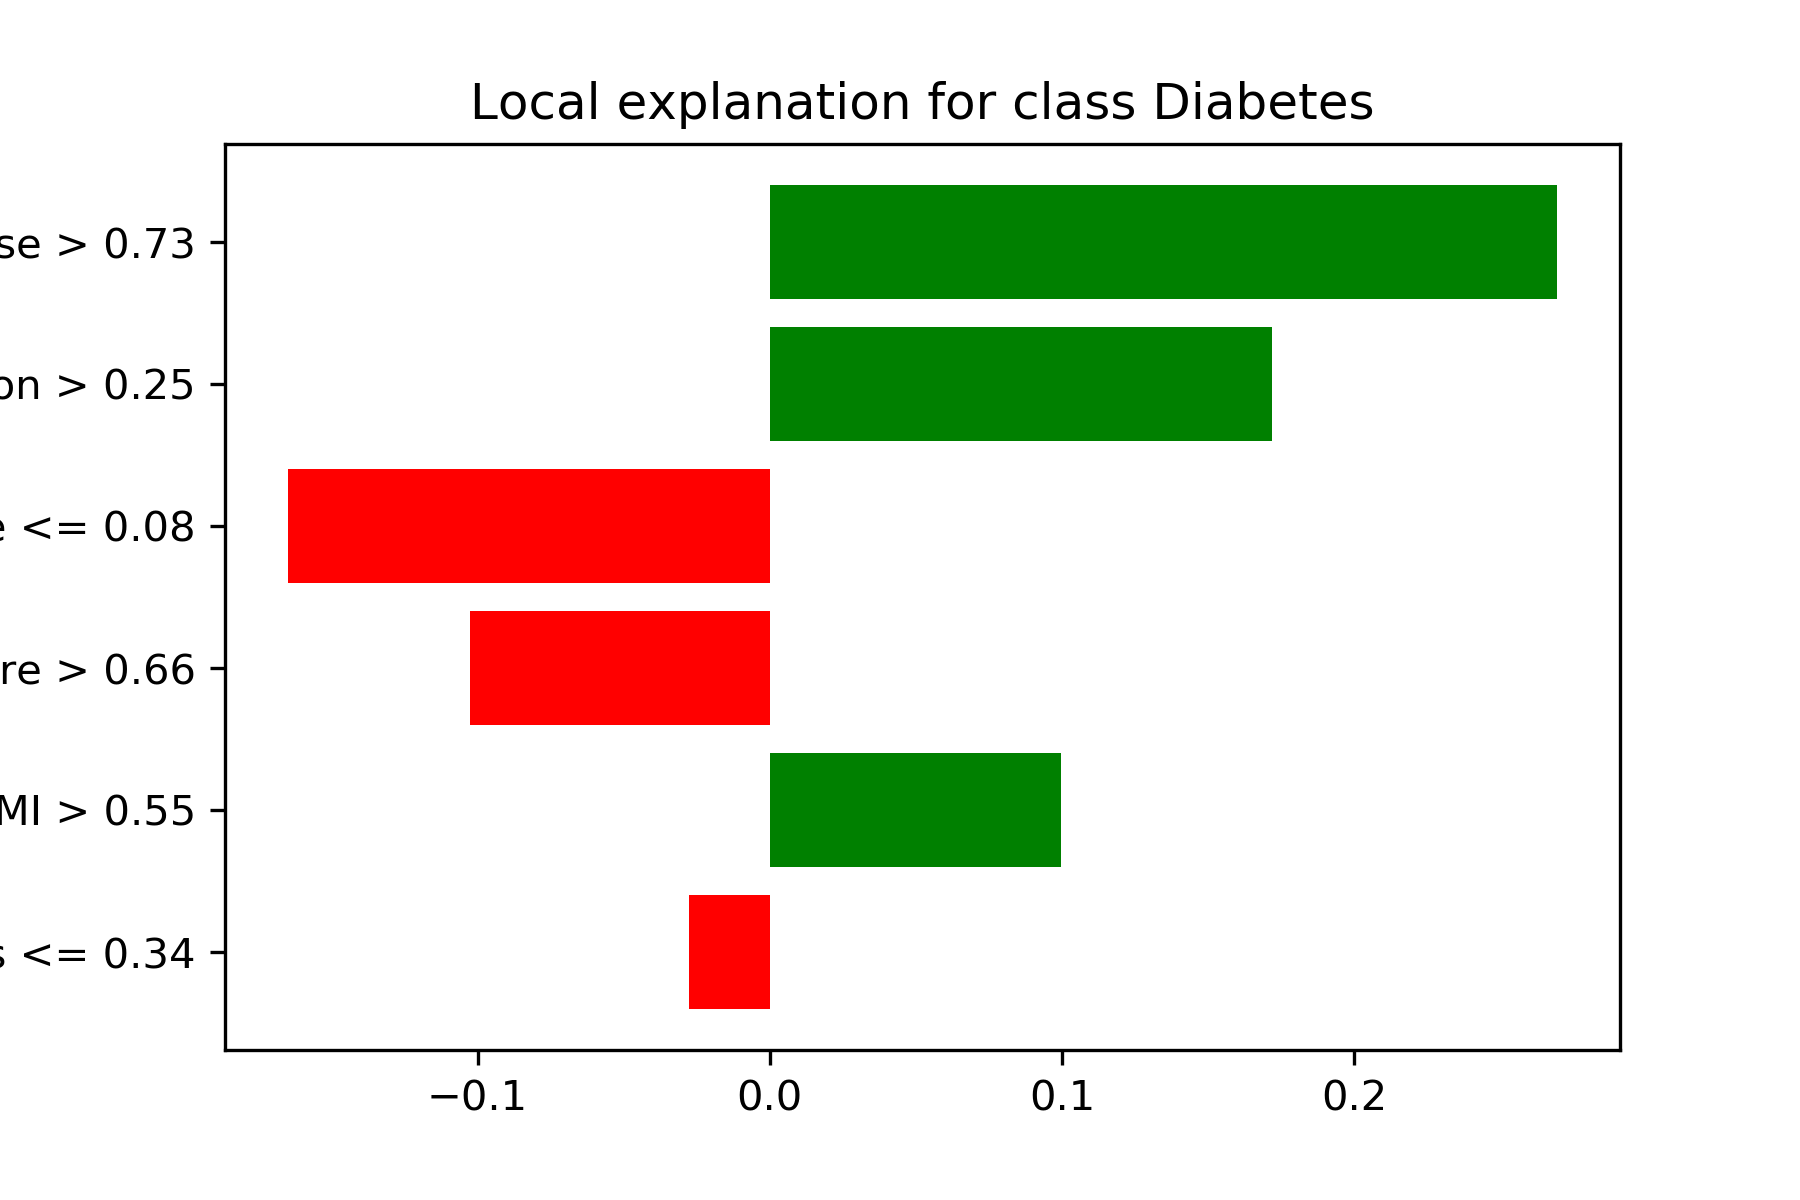 Local explanation for class Diabetes
se > 0.73
on > 0.25
e <= 0.08
re > 0.66
MI > 0.55
s <= 0.34
−0.1 0.0 0.1 0.2